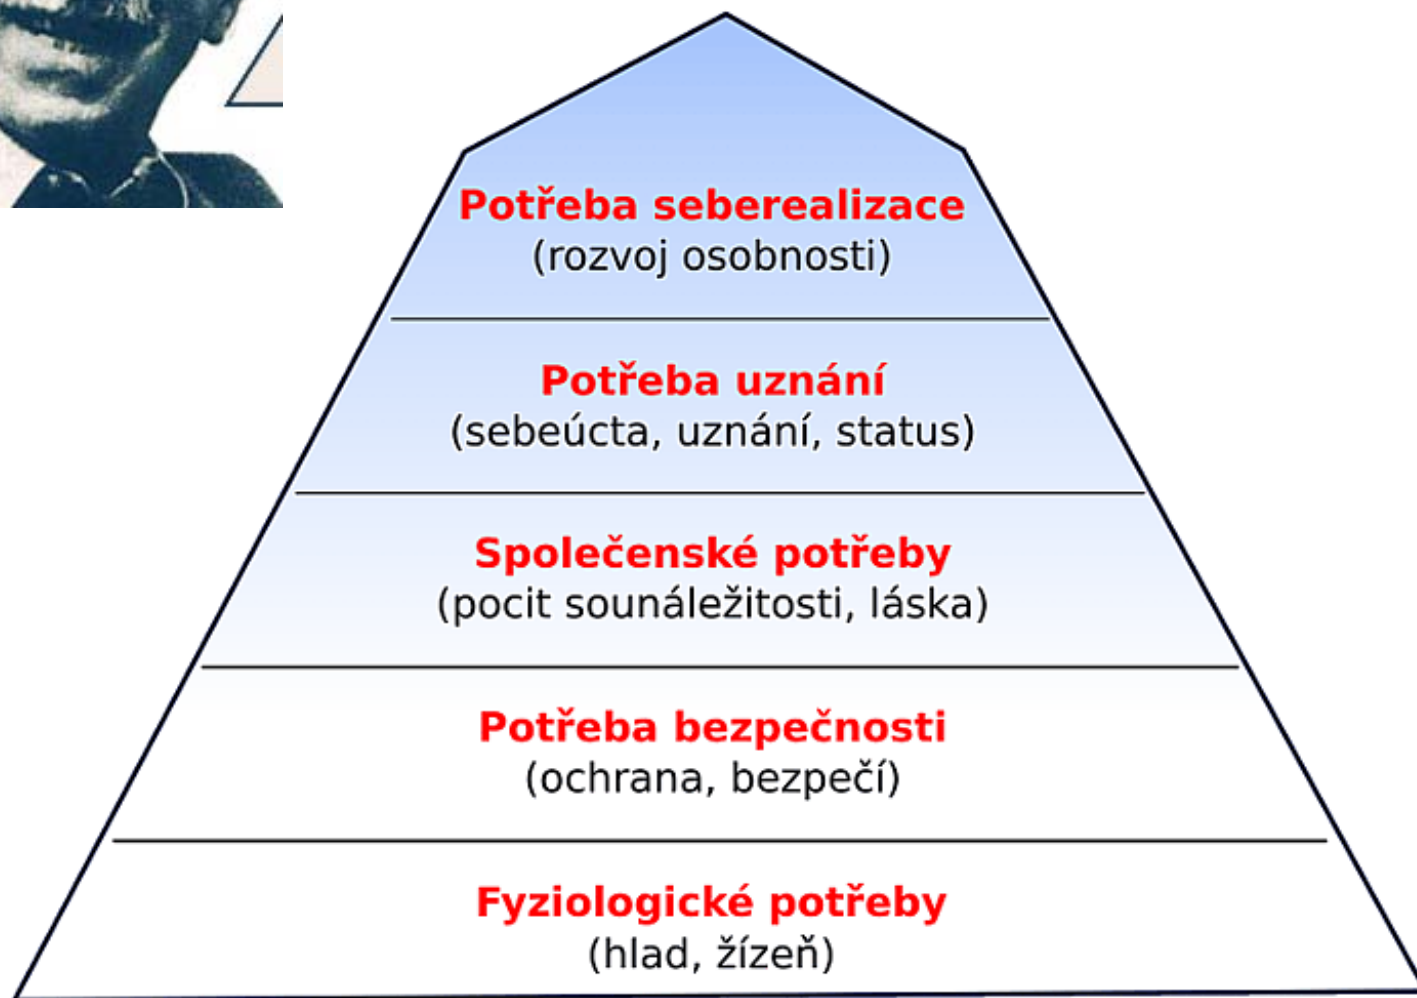 Potřeba seberealizace
(rozvoj osobnosti)
Potřeba uznání
(sebeúcta, uznání, status)
Společenské potřeby
(pocit sounáležitosti, láska)
Potřeba bezpečnosti
(ochrana, bezpečí)
Fyziologické potřeby
(hlad, žízeň)